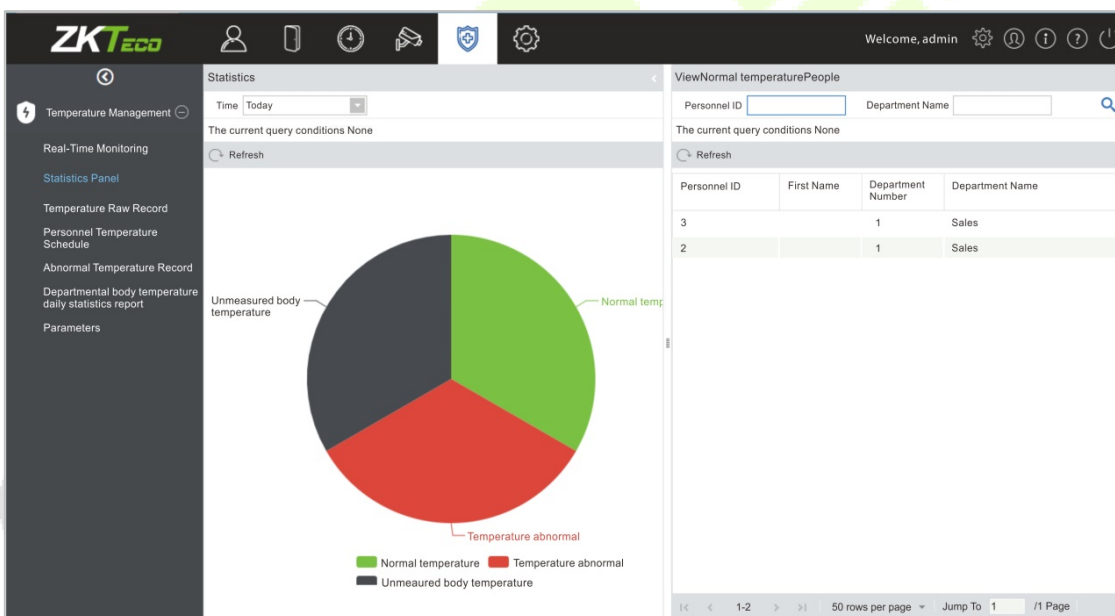 ZKTeco
Welcome, admin
Temperature Management
Real-Time Monitoring
Statistics Panel
Temperature Raw Record
Personnel Temperature
Schedule
Abnormal Temperature Record
Departmental body temperature
daily statistics report
Parameters
Statistics
Time Today
The current query conditions None
Refresh
Unmeasured body
temperature
Normal temp
Temperature abnormal
Normal temperature Temperature abnormal
Unmeaured body temperature
ViewNormal temperaturePeople
Personnel ID Department Name
The current query conditions None
Refresh
Personnel ID First Name Department Number Department Name
3 1 Sales
2 1 Sales
1-2 50 rows per page Jump To 1 /1 Page